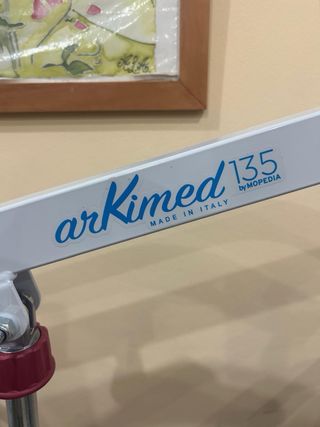 arKimed 135
by MOPEDIA
MADE IN ITALY